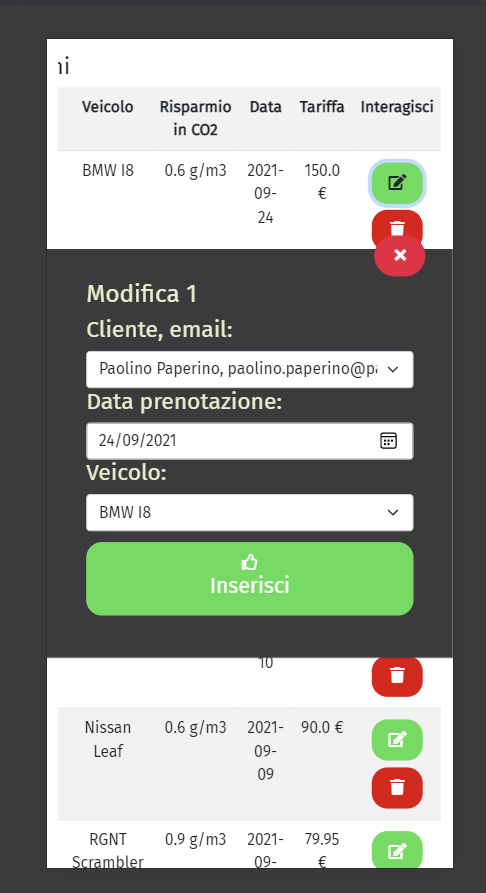 ni
Veicolo Risparmio in CO2 Data Tariffa Interagisci
BMW I8 0.6 g/m3 2021-09-24 150.0 €
Modifica 1
Cliente, email:
Paolino Paperino, paolino.paperino@pa
Data prenotazione:
24/09/2021
Veicolo:
BMW I8
Inserisci
10
Nissan Leaf 0.6 g/m3 2021-09-09 90.0 €
RGNT Scrambler 0.9 g/m3 2021-09- 79.95 €